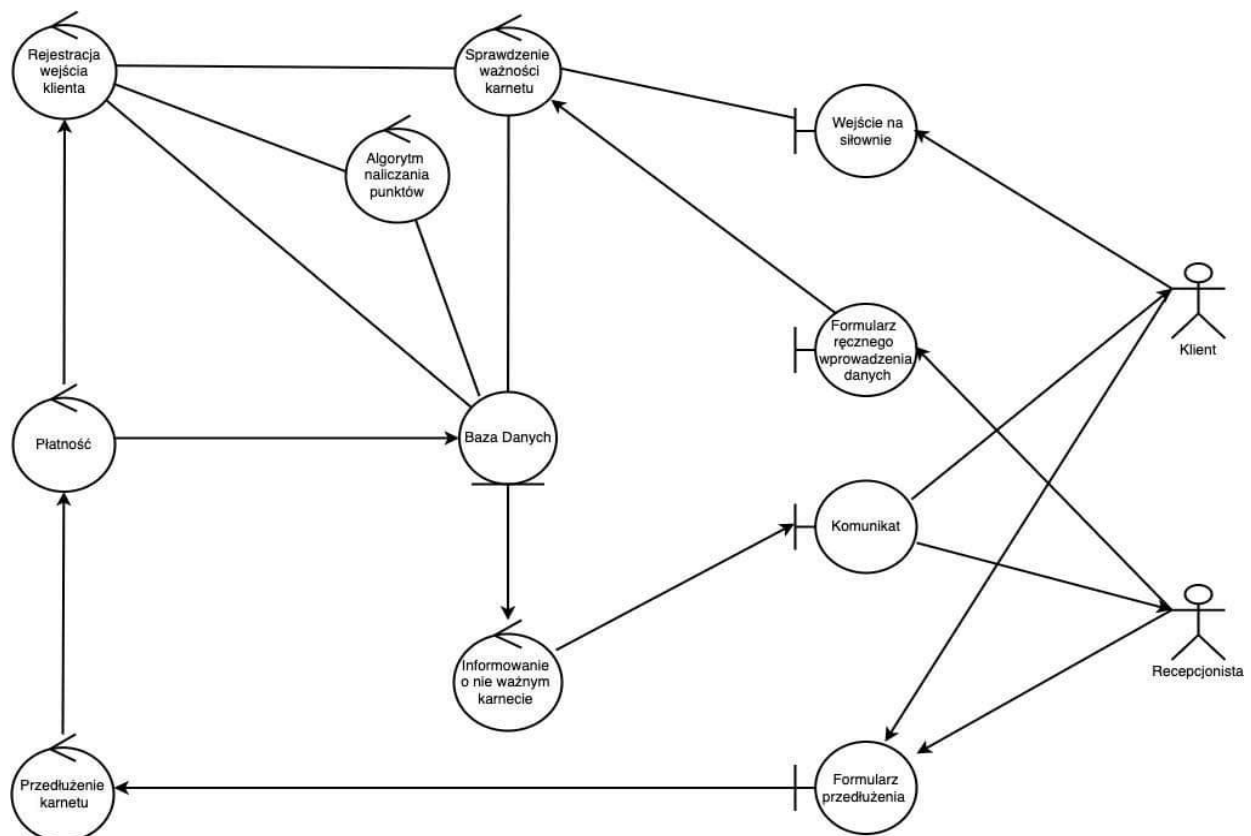 Rejestracja
wejścia
klienta
Sprawdzenie
ważności
karnetu
Wejście na
siłownie
Algorytm
naliczania
punktów
Formularz
ręcznego
wprowadzenia
danych
Klient
Płatność
Baza Danych
Komunikat
Informowanie
o nie ważnym
karnecie
Recepcjonista
Przedłużenie
karnetu
Formularz
przedłużenia